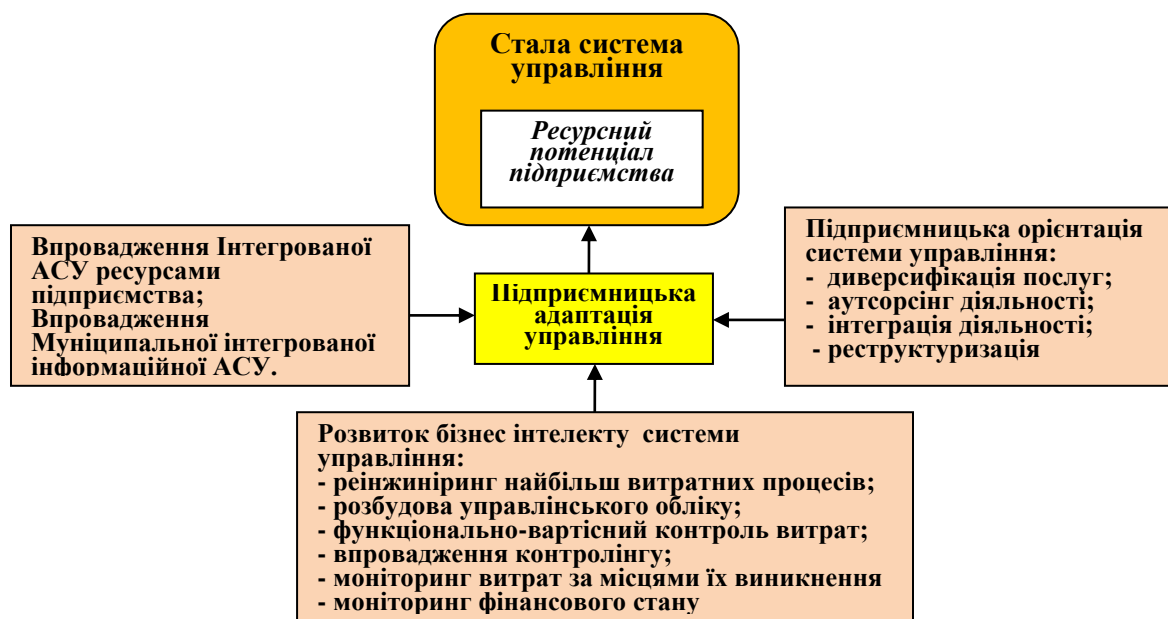 Стала система
управління
Ресурсний
потенціал
підприємства
Впровадження Інтегрованої
АСУ ресурсами
підприємства;
Впровадження
Муніципальної інтегрованої
інформаційної АСУ.
Підприємницька
адаптація
управління
Підприємницька орієнтація
системи управління:
- диверсифікація послуг;
- аутсорсінг діяльності;
- інтеграція діяльності;
- реструктуризація
Розвиток бізнес інтелекту системи
управління:
- реінжиніринг найбільш витратних процесів;
- розбудова управлінського обліку;
- функціонально-вартісний контроль витрат;
- впровадження контролінгу;
- моніторинг витрат за місцями їх виникнення
- моніторинг фінансового стану